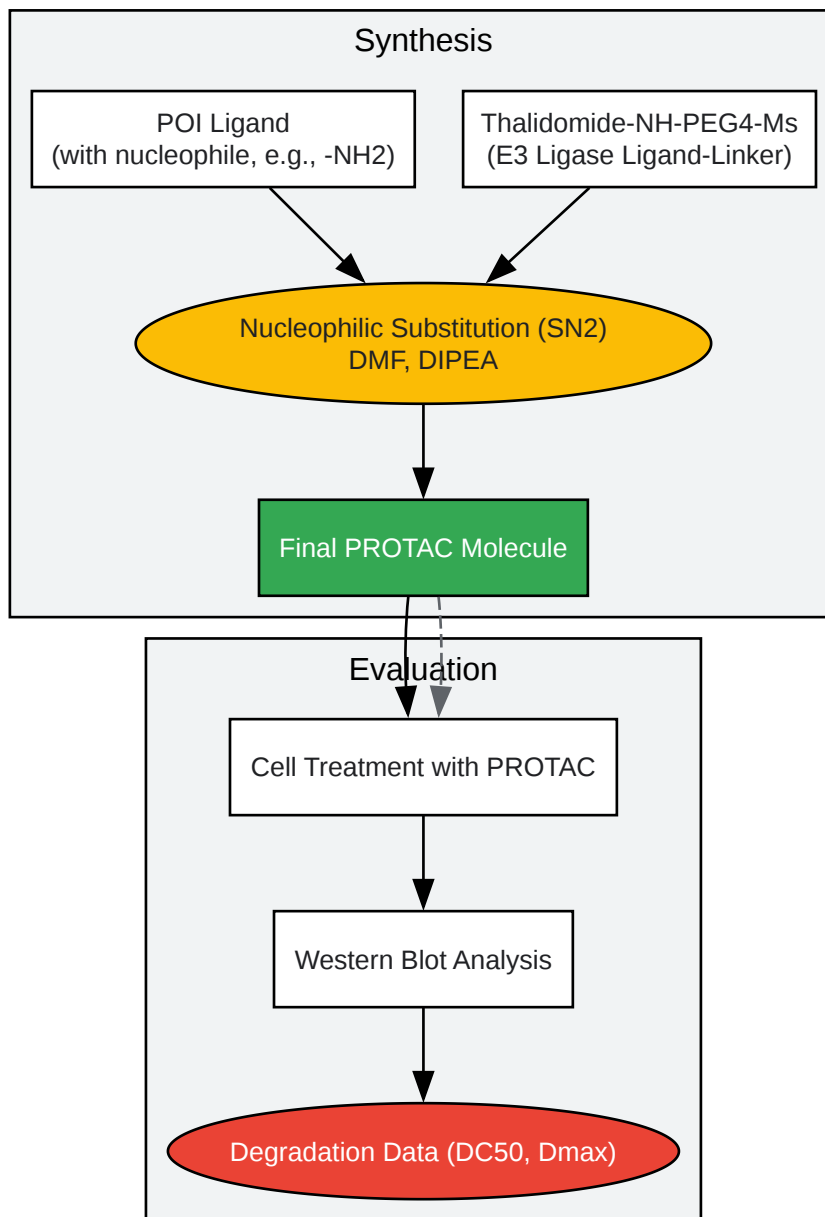 Synthesis
POI Ligand
(with nucleophile, e.g., -NH2)
Thalidomide-NH-PEG4-Ms
(E3 Ligase Ligand-Linker)
Nucleophilic Substitution (SN2)
DMF, DIPEA
Final PROTAC Molecule
Evaluation
Cell Treatment with PROTAC
Western Blot Analysis
Degradation Data (DC50, Dmax)